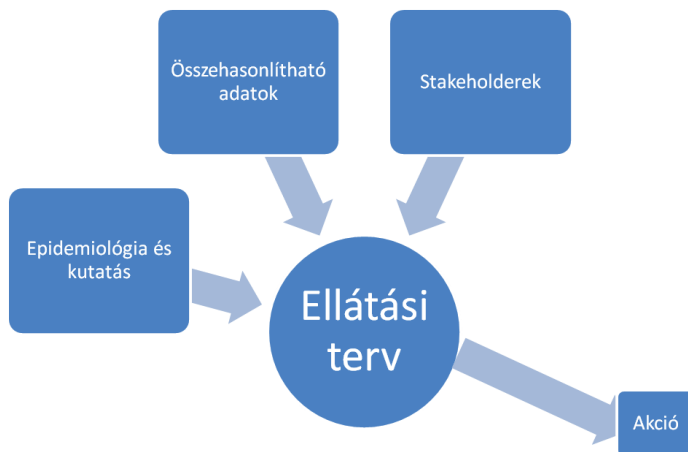 Összehasonlítható
adatok
Stakeholderek
Epidemiológia és
kutatás
Ellátási
terv
Akció